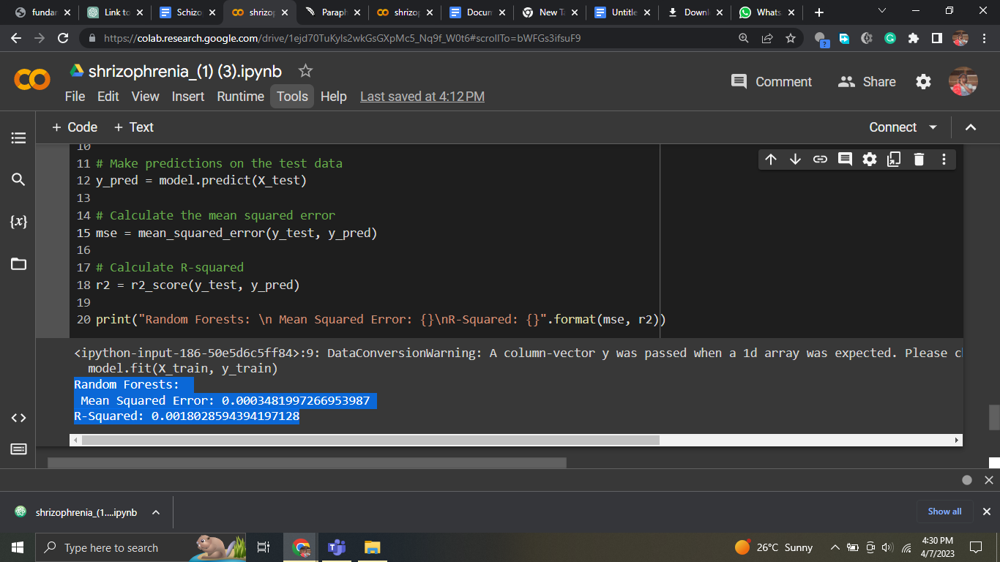 fundar
Link to
Schizo
shrizop
Paraph
shrizop
Docum
New Ta
Untitle
Downl
Whats
https://colab.research.google.com/drive/1ejd70TuKyIs2wkGsGXpMc5_Nq9f_W0t6#scrollTo=bWFGs3ifsuF9
shrizophrenia_(1) (3).ipynb
Comment
Share
File Edit View Insert Runtime Tools Help Last saved at 4:12 PM
+ Code + Text
Connect
10
11 # Make predictions on the test data
12 y_pred = model.predict(X_test)
13
14 # Calculate the mean squared error
15 mse = mean_squared_error(y_test, y_pred)
16
17 # Calculate R-squared
18 r2 = r2_score(y_test, y_pred)
19
20 print("Random Forests: \n Mean Squared Error: {}\nR-Squared: {}".format(mse, r2))
<ipython-input-186-50e5d6c5ff84>:9: DataConversionWarning: A column-vector y was passed when a 1d array was expected. Please c
model.fit(X_train, y_train)
Random Forests:
Mean Squared Error: 0.0003481997266953987
R-Squared: 0.0018028594394197128
{x}
shrizophrenia_(1....ipynb
Show all
Type here to search
26°C Sunny
4:30 PM
4/7/2023